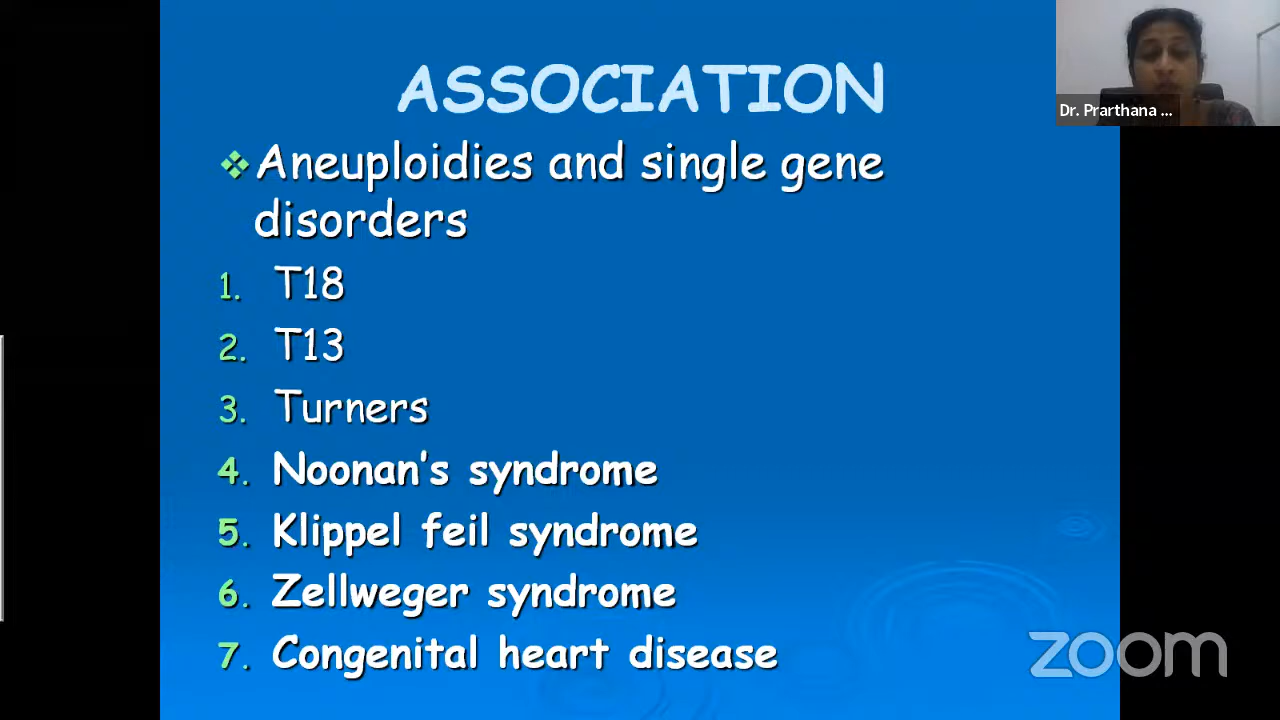 ASSOCIATION
Dr. Prarthana ...
❖Aneuploidies and single gene
disorders
1. T18
2. T13
3. Turners
4. Noonan's syndrome
5. Klippel feil syndrome
6. Zellweger syndrome
7. Congenital heart disease
zoom